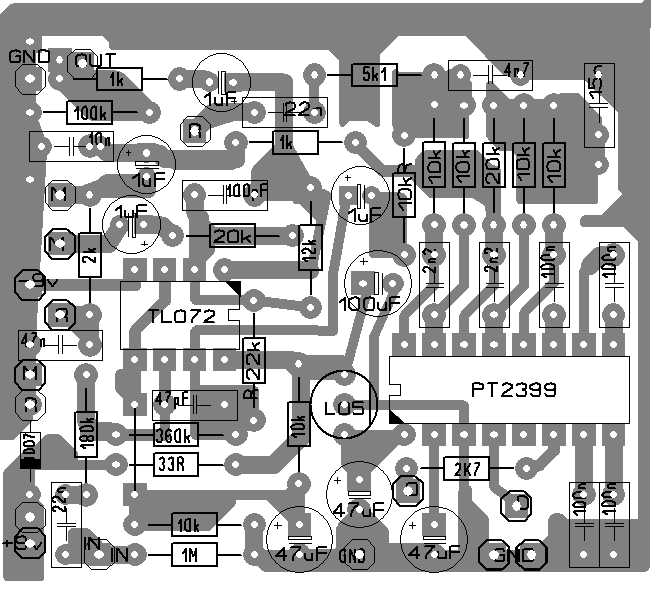 GND
OUT
1k
1uF
5k1
4n7
15n
22n
100k
10n
1k
1uF
10k
10k
10k
20k
10k
10k
R
M
100nF
1uF
1uF
20k
12k
2k
M
-9v
TL072
100uF
2n2
2n2
100n
100n
47n
22k
R
PT2399
M
L05
47pF
180k
360k
10k
33R
2K7
22n
47uF
100n
100n
+9v
IN
IN
10k
1M
47uF
GND
47uF
GND